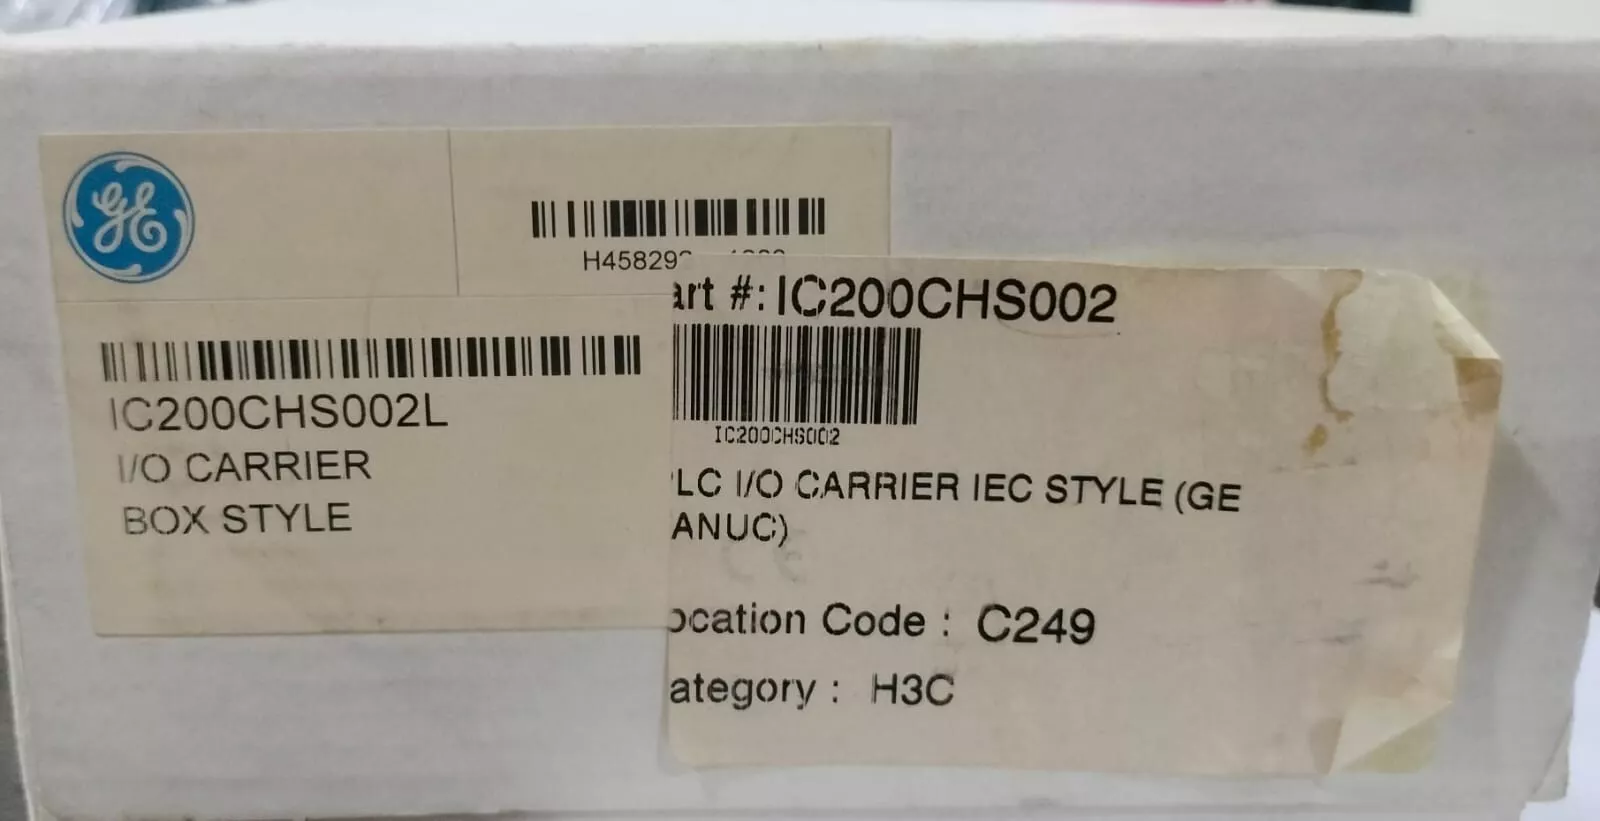 GE
H45829
IC200CHS002L
I/O CARRIER
BOX STYLE
art #: IC200CHS002
IC200CHS002
LC I/O CARRIER IEC STYLE (GE
ANUC)
ocation Code : C249
ategory : H3C